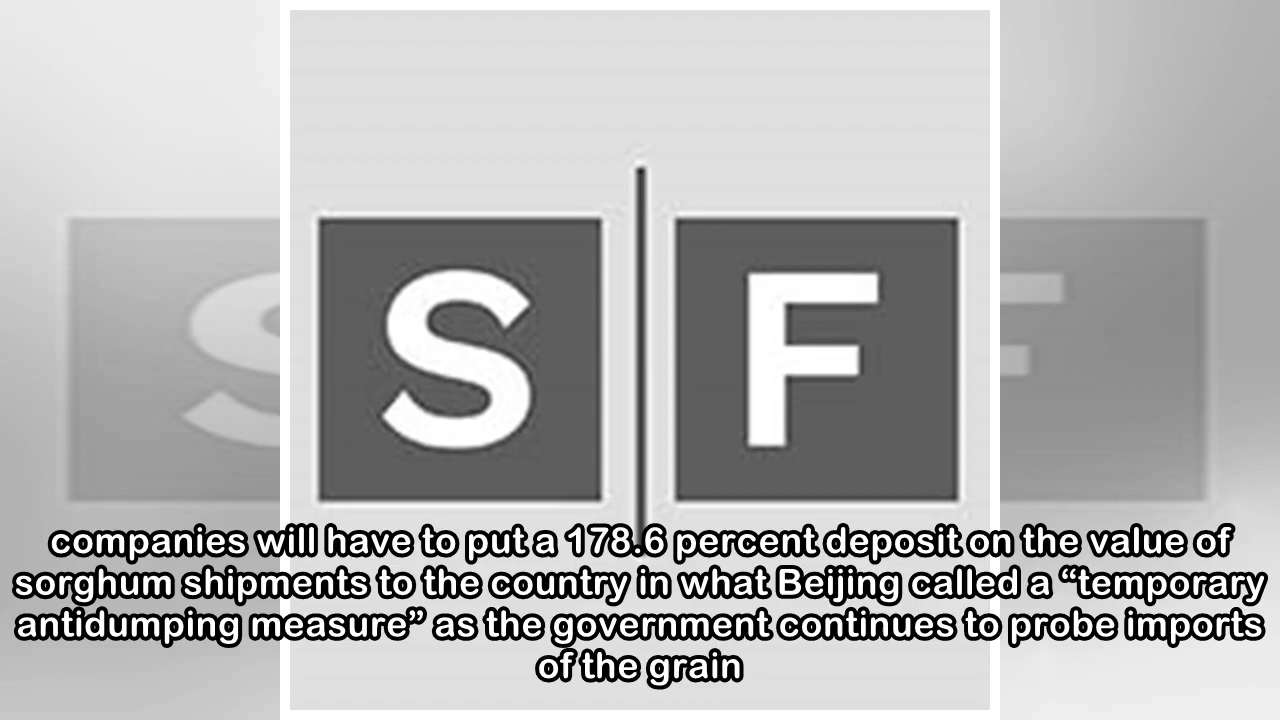 S F
companies will have to put a 178.6 percent deposit on the value of
sorghum shipments to the country in what Beijing called a “temporary
antidumping measure” as the government continues to probe imports
of the grain